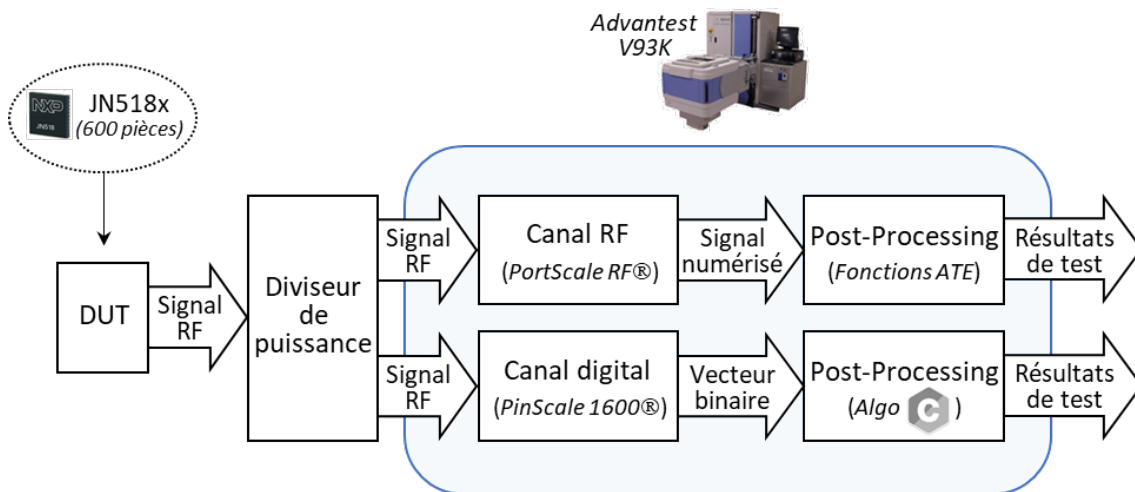 Advantest
V93K
NXP
JN518
JN518x
(600 pièces)
DUT
Signal
RF
Diviseur
de
puissance
Signal
RF
Canal RF
(PortScale RF®)
Signal
numérisé
Post-Processing
(Fonctions ATE)
Résultats
de test
Signal
RF
Canal digital
(PinScale 1600®)
Vecteur
binaire
Post-Processing
(Algo C )
Résultats
de test